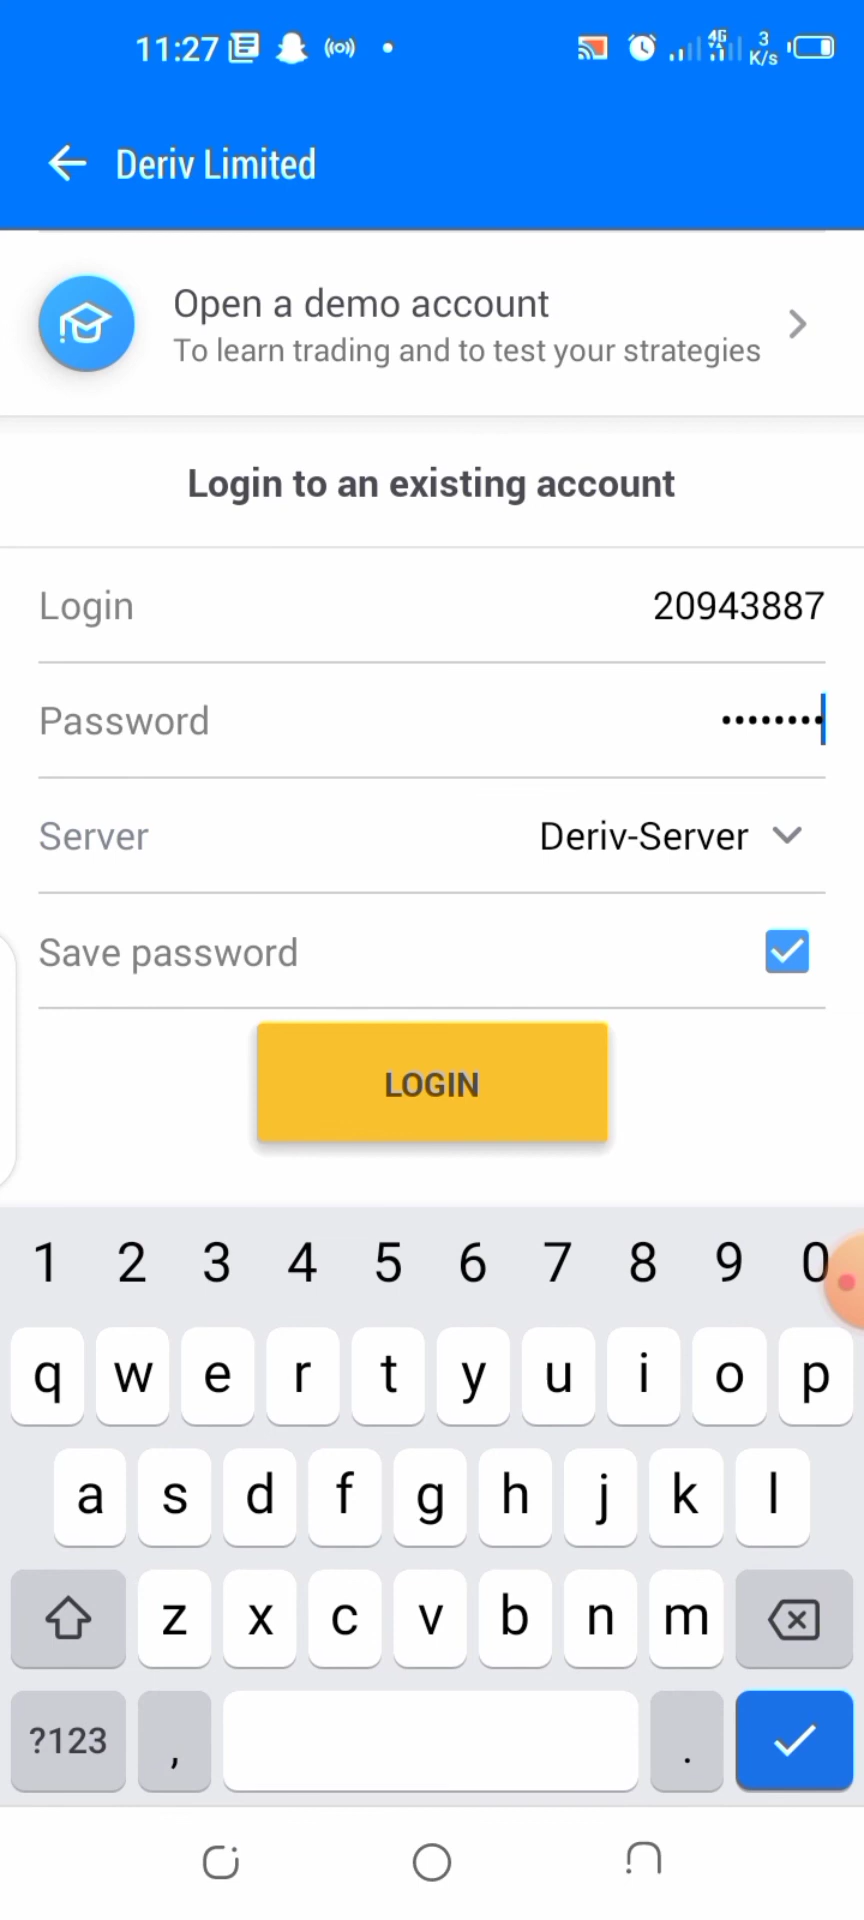 11:27
4G
3
K/s
Deriv Limited
Open a demo account
To learn trading and to test your strategies
Login to an existing account
Login 20943887
Password ••••••••
Server Deriv-Server
Save password
LOGIN
1 2 3 4 5 6 7 8 9 0
q w e r t y u i o p
a s d f g h j k l
z x c v b n m
?123 , .